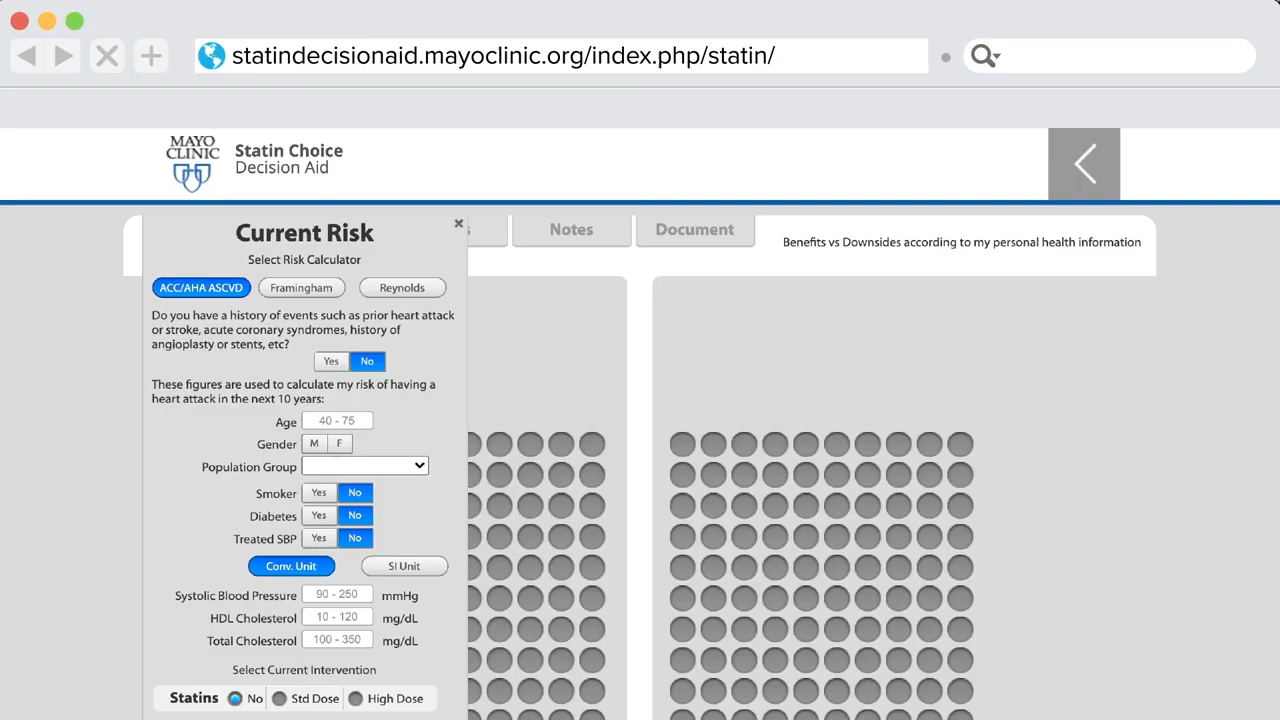 statindecisionaid.mayoclinic.org/index.php/statin/
MAYO
CLINIC
Statin Choice
Decision Aid
Current Risk
×
s
Notes
Document
Benefits vs Downsides according to my personal health information
Select Risk Calculator
ACC/AHA ASCVD
Framingham
Reynolds
Do you have a history of events such as prior heart attack
or stroke, acute coronary syndromes, history of
angioplasty or stents, etc?
Yes No
These figures are used to calculate my risk of having a
heart attack in the next 10 years:
Age 40 - 75
Gender M F
Population Group
Smoker Yes No
Diabetes Yes No
Treated SBP Yes No
Conv. Unit SI Unit
Systolic Blood Pressure 90 - 250 mmHg
HDL Cholesterol 10 - 120 mg/dL
Total Cholesterol 100 - 350 mg/dL
Select Current Intervention
Statins No Std Dose High Dose